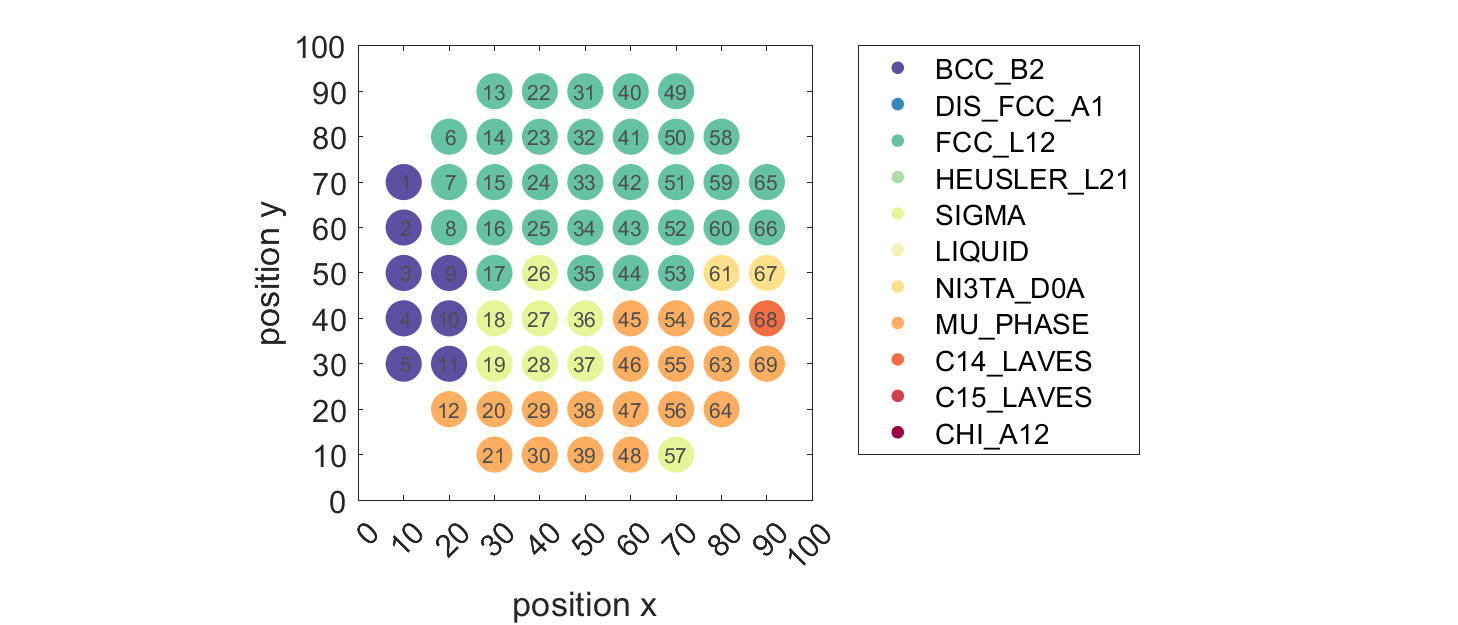 100
90
80
70
60
50
40
30
20
10
0
position y
13 22 31 40 49
6 14 23 32 41 50 58
1 7 15 24 33 42 51 59 65
2 8 16 25 34 43 52 60 66
3 9 17 26 35 44 53 61 67
4 10 18 27 36 45 54 62 68
5 11 19 28 37 46 55 63 69
12 20 29 38 47 56 64
21 30 39 48 57
0 10 20 30 40 50 60 70 80 90 100
position x
BCC_B2
DIS_FCC_A1
FCC_L12
HEUSLER_L21
SIGMA
LIQUID
NI3TA_D0A
MU_PHASE
C14_LAVES
C15_LAVES
CHI_A12